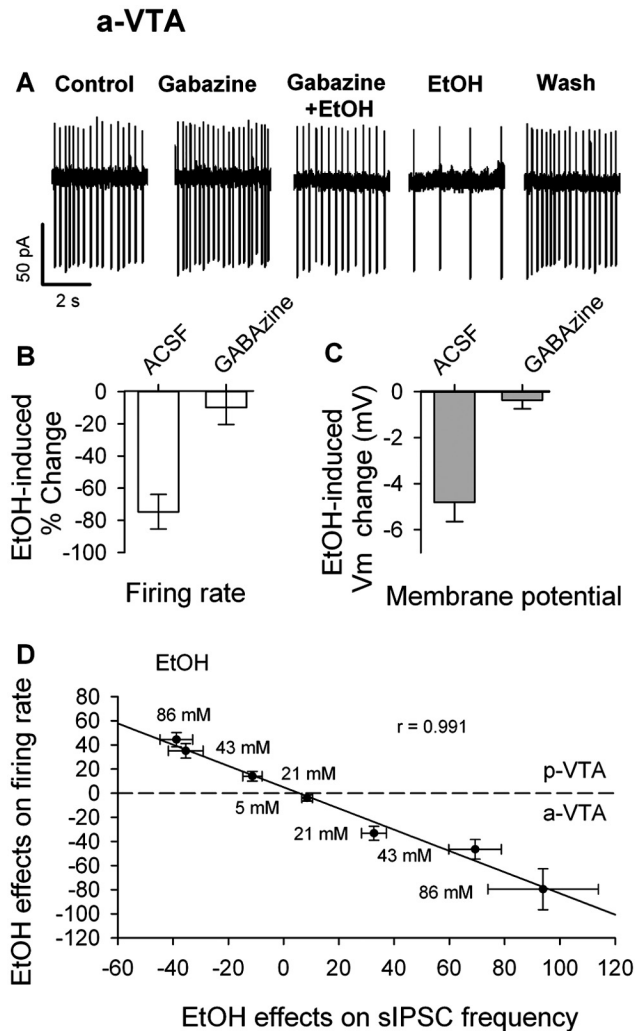 a-VTA
A Control Gabazine Gabazine +EtOH EtOH Wash
50 pA
2 s
B
ACSF
GABAzine
0
-20
-40
-60
-80
-100
EtOH-induced
% Change
Firing rate
C
ACSF
GABAzine
0
-2
-4
-6
EtOH-induced
Vm change (mV)
Membrane potential
D
EtOH
80
60
40
20
0
-20
-40
-60
-80
-100
-120
EtOH effects on firing rate
86 mM
43 mM
21 mM
5 mM
21 mM
43 mM
86 mM
r = 0.991
p-VTA
a-VTA
-60 -40 -20 0 20 40 60 80 100 120
EtOH effects on sIPSC frequency